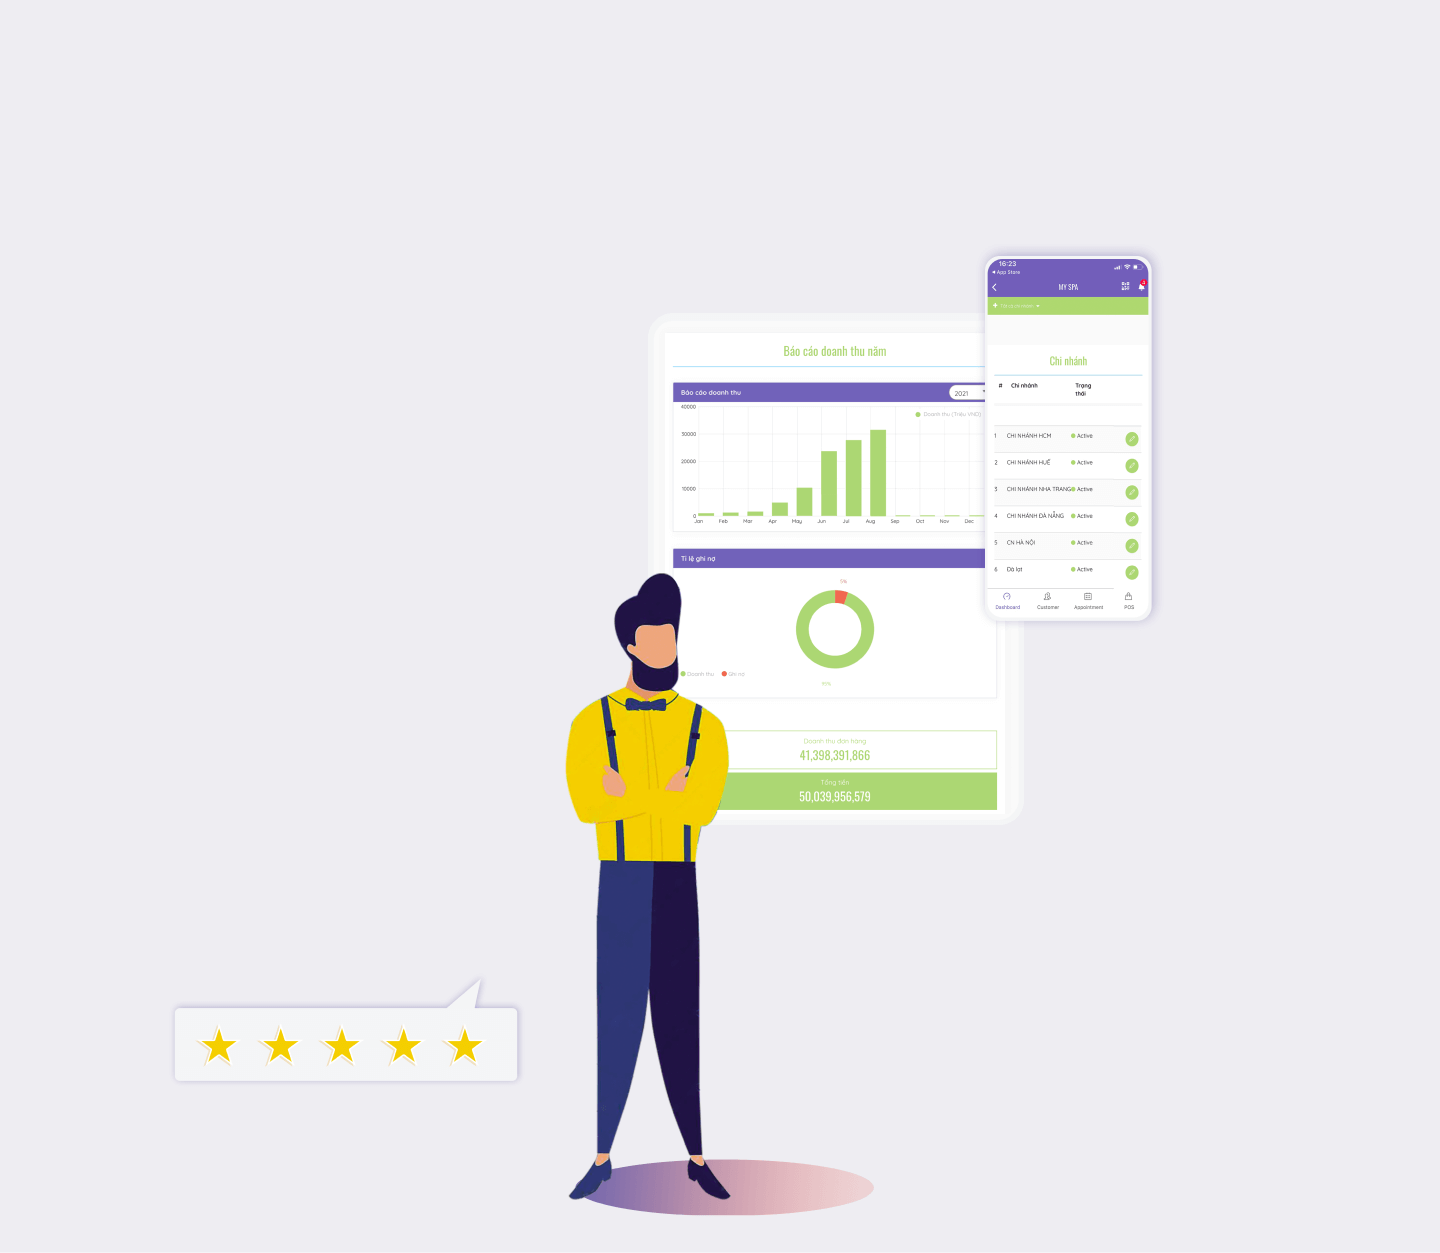 16:23
App Store
MY SPA
Chi nhánh
# Chi nhánh Trạng
thái
1 CHI NHÁNH HCM Active
2 CHI NHÁNH HUẾ Active
3 CHI NHÁNH NHA TRANG Active
4 CHI NHÁNH ĐÀ NẴNG Active
5 CN HÀ NỘI Active
6 Đà lạt Active
Dashboard Customer Appointment POS
Báo cáo doanh thu năm
Báo cáo doanh thu 2021
Doanh thu (Triệu VND)
40000
30000
20000
10000
0
Jan Feb Mar Apr May Jun Jul Aug Sep Oct Nov Dec
Tỉ lệ ghi nợ
5%
Doanh thu Ghi nợ
95%
Doanh thu đơn hàng
41,398,391,866
Tổng tiền
50,039,956,579